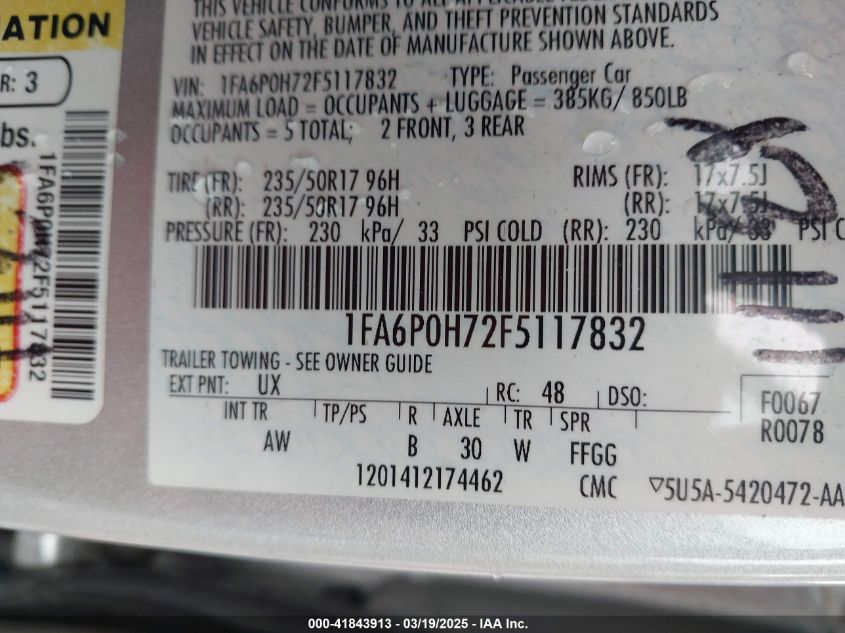 THIS VEHICLE CONFORMS TO ALL APPLICABLE
VEHICLE SAFETY, BUMPER, AND THEFT PREVENTION STANDARDS
IN EFFECT ON THE DATE OF MANUFACTURE SHOWN ABOVE.
VIN: 1FA6P0H72F5117832 TYPE: Passenger Car
MAXIMUM LOAD = OCCUPANTS + LUGGAGE = 385KG/ 850LB
OCCUPANTS = 5 TOTAL; 2 FRONT, 3 REAR
TIRE (FR): 235/50R17 96H RIMS (FR): 17x7.5J
(RR): 235/50R17 96H (RR): 17x7.5J
PRESSURE (FR): 230 kPa/ 33 PSI COLD (RR): 230 kPa/ 33 PSI C
1FA6P0H72F5117832
TRAILER TOWING - SEE OWNER GUIDE
EXT PNT: UX RC: 48 DSO:
INT TR TP/PS R AXLE TR SPR
AW B 30 W FFGG
F0067
R0078
1201412174462 CMC 5U5A-5420472-AA
MATION
R: 3
bs.
1FA6P0H72F5117832
000-41843913 - 03/19/2025 - IAA Inc.